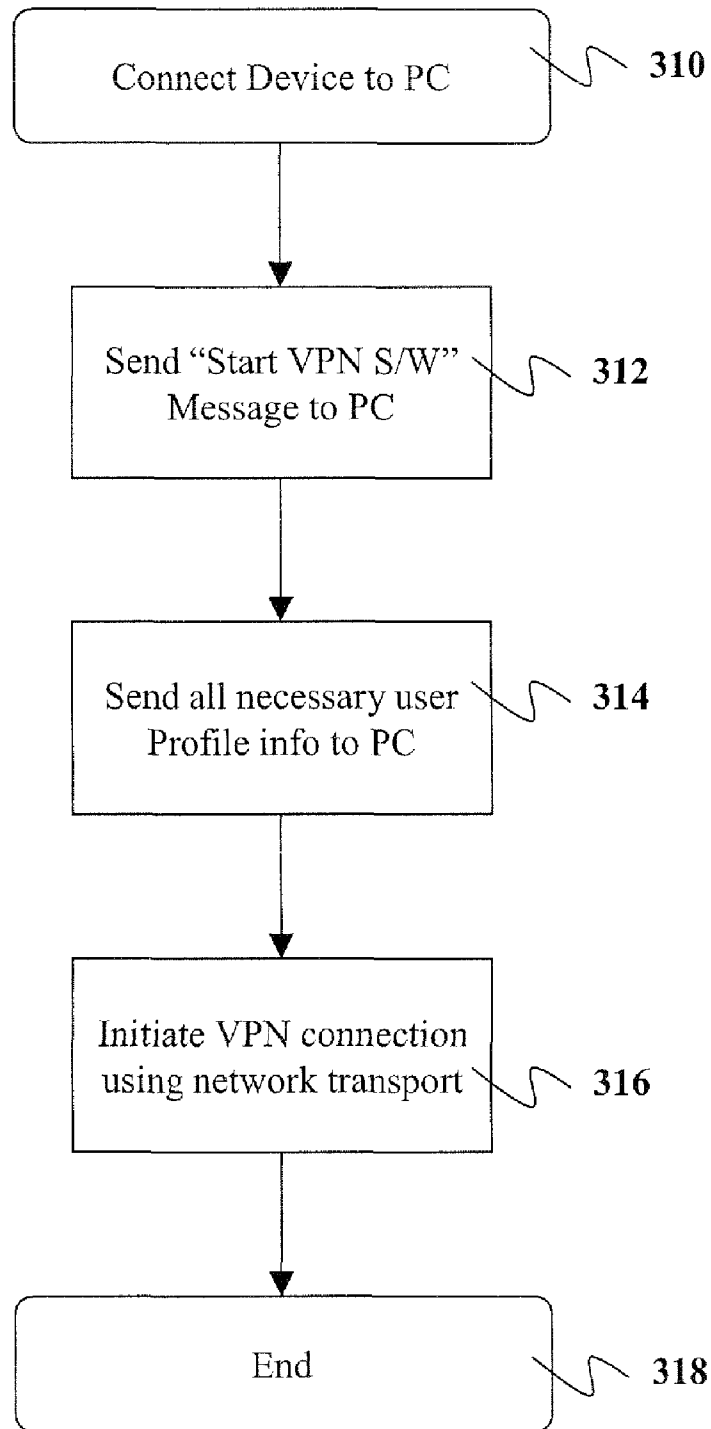 Connect Device to PC
310
Send “Start VPN S/W”
Message to PC
312
Send all necessary user
Profile info to PC
314
Initiate VPN connection
using network transport
316
End
318